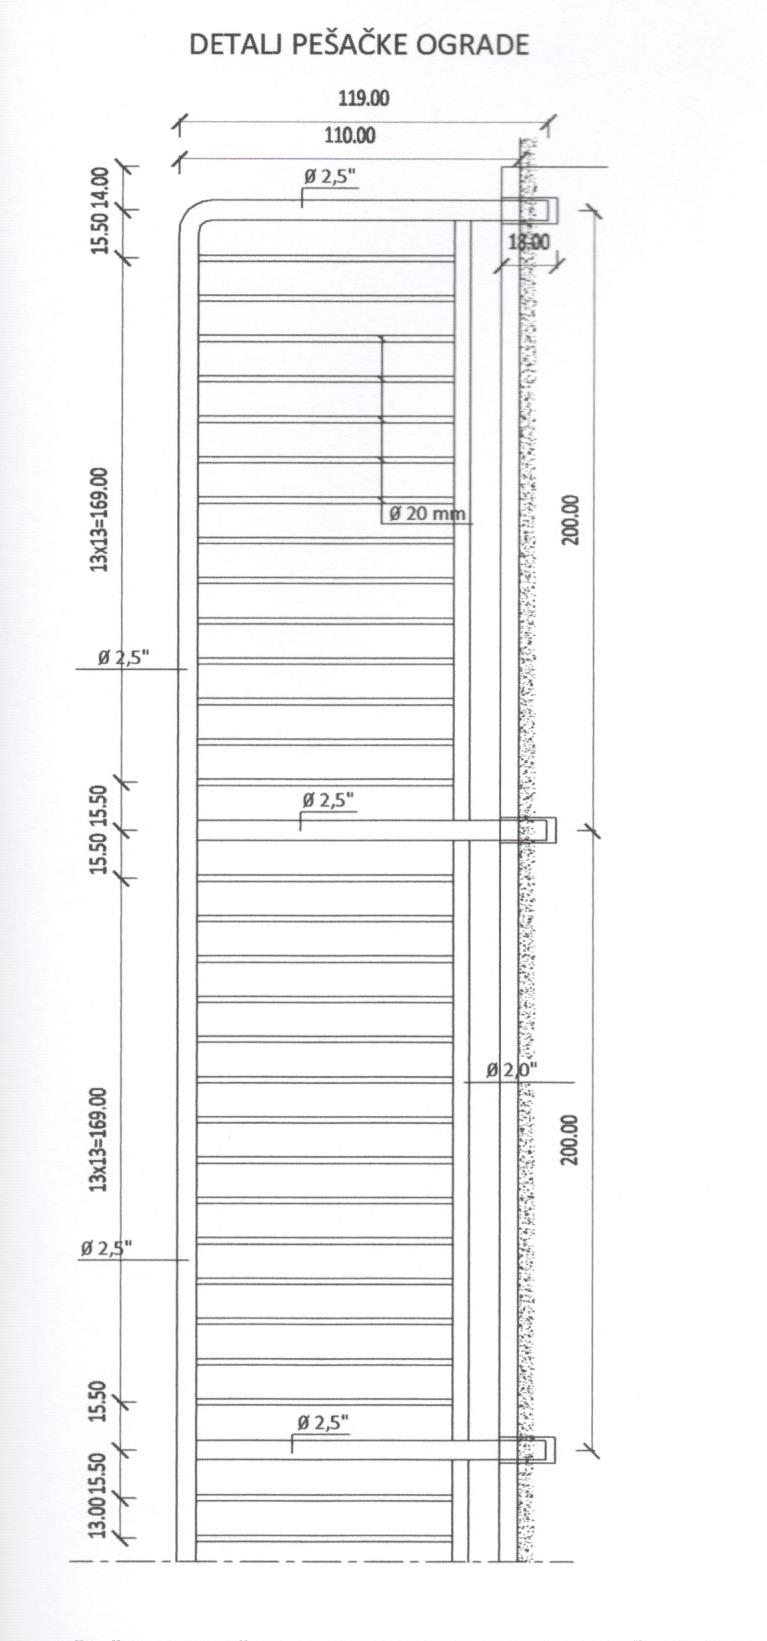 DETALJ PEŠAČKE OGRADE
119.00
110.00
Ø 2,5"
14.00
15.50
18.00
Ø 20 mm
13x13=169.00
200.00
Ø 2,5"
15.50
Ø 2,5"
15.50
Ø 2,0"
13x13=169.00
200.00
Ø 2,5"
15.50
Ø 2,5"
15.50
13.00